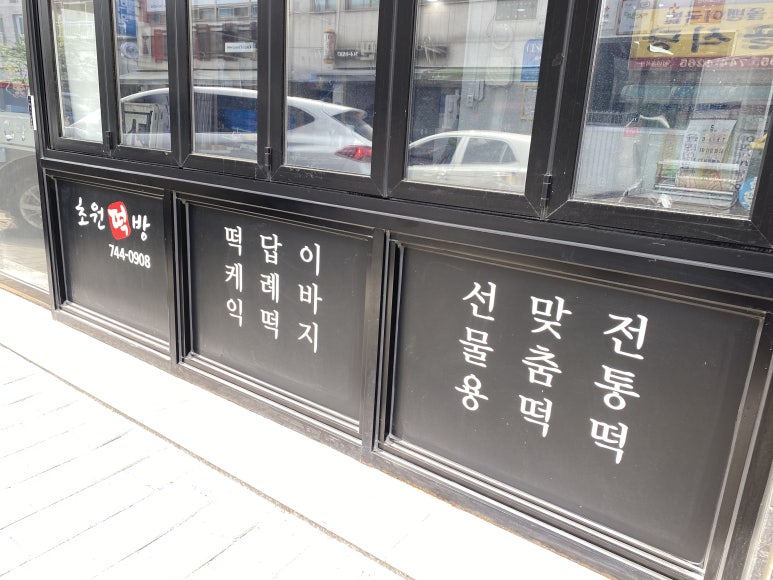 초원떡방
744-0908
이바지
답례떡
떡케익
전통떡
맞춤떡
선물용